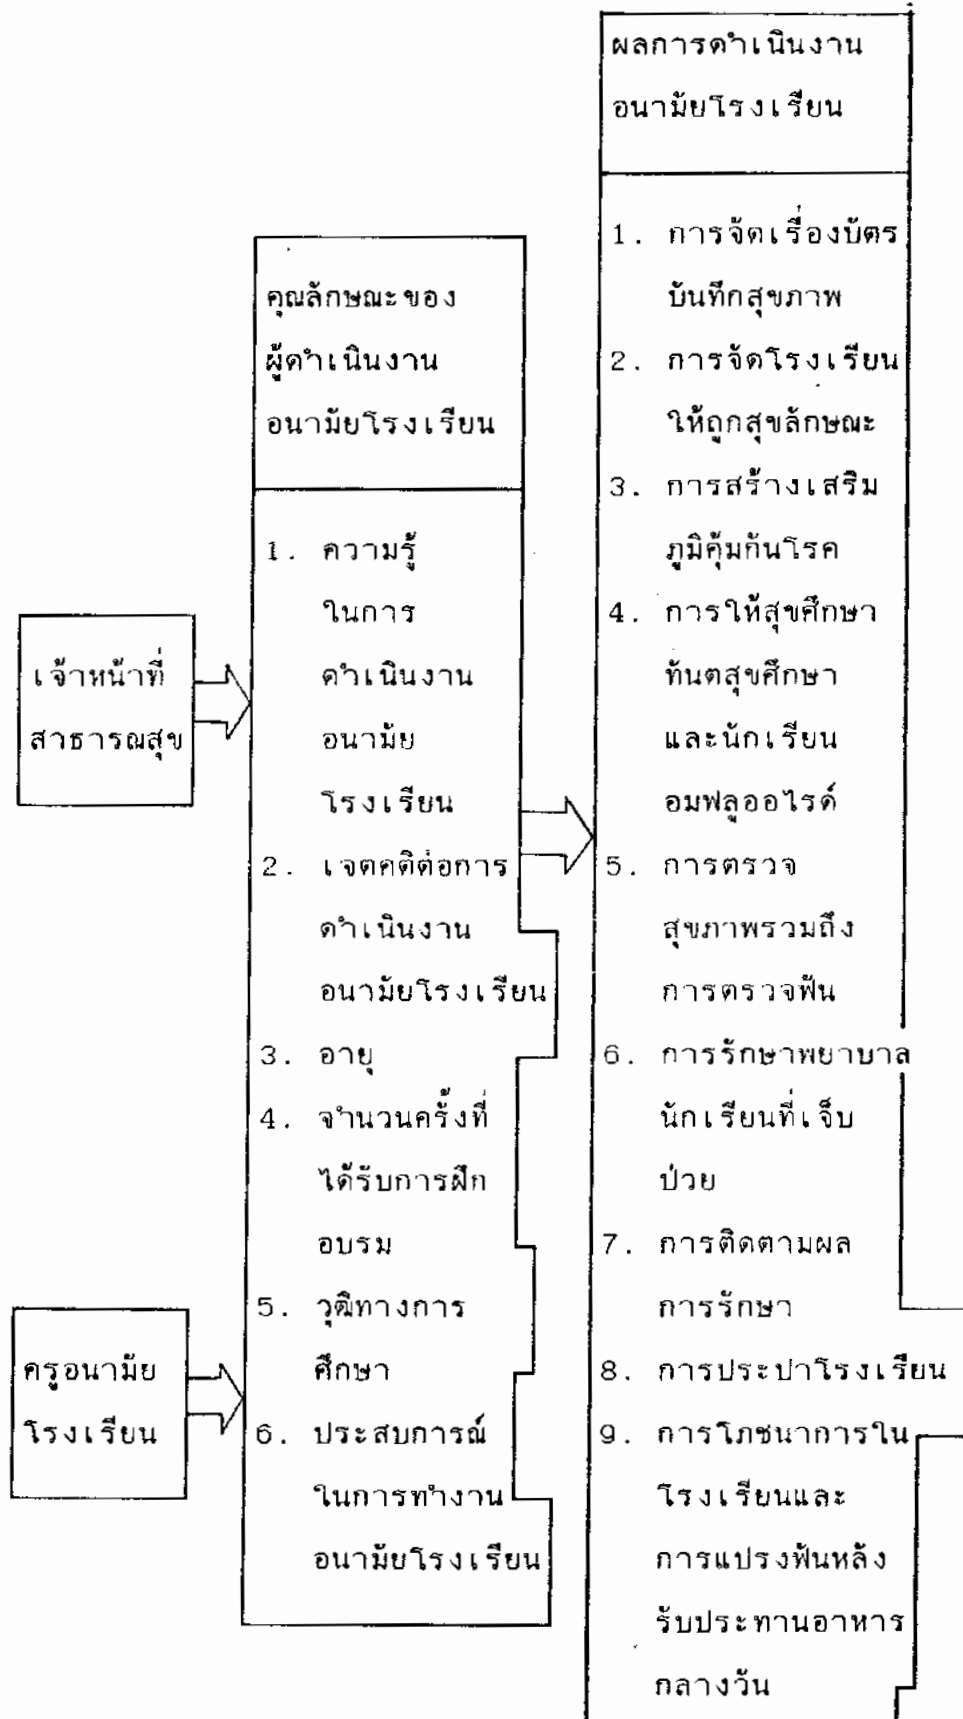 เจ้าหน้าที่
สาธารณสุข
ครูอนามัย
โรงเรียน
คุณลักษณะของ
ผู้ดำเนินงาน
อนามัยโรงเรียน
1. ความรู้
ในการ
ดำเนินงาน
อนามัย
โรงเรียน
2. เจตคติต่อการ
ดำเนินงาน
อนามัยโรงเรียน
3. อายุ
4. จำนวนครั้งที่
ได้รับการฝึก
อบรม
5. วุฒิทางการ
ศึกษา
6. ประสบการณ์
ในการทำงาน
อนามัยโรงเรียน
ผลการดำเนินงาน
อนามัยโรงเรียน
1. การจัดเรื่องบัตร
บันทึกสุขภาพ
2. การจัดโรงเรียน
ให้ถูกสุขลักษณะ
3. การสร้างเสริม
ภูมิคุ้มกันโรค
4. การให้สุขศึกษา
ทันตสุขศึกษา
และนักเรียน
อมฟลูออไรด์
5. การตรวจ
สุขภาพรวมถึง
การตรวจฟัน
6. การรักษาพยาบาล
นักเรียนที่เจ็บ
ป่วย
7. การติดตามผล
การรักษา
8. การประปาโรงเรียน
9. การโภชนาการใน
โรงเรียนและ
การแปรงฟันหลัง
รับประทานอาหาร
กลางวัน